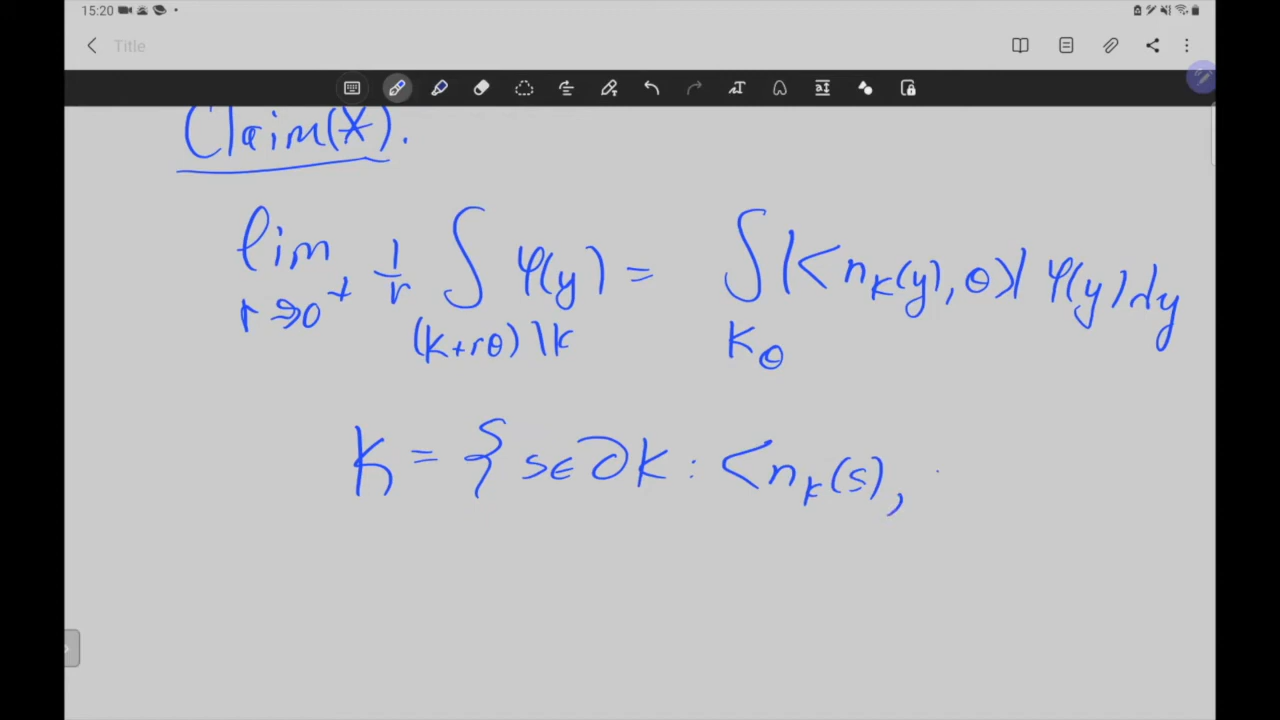 15:20
Title
Claim(*).
lim r→0⁺ 1/r ∫_{(K+rθ)\K} φ(y) = ∫_{K_θ} |<n_K(y), θ>| φ(y)dy
K = { s∈∂K : <n_K(s),